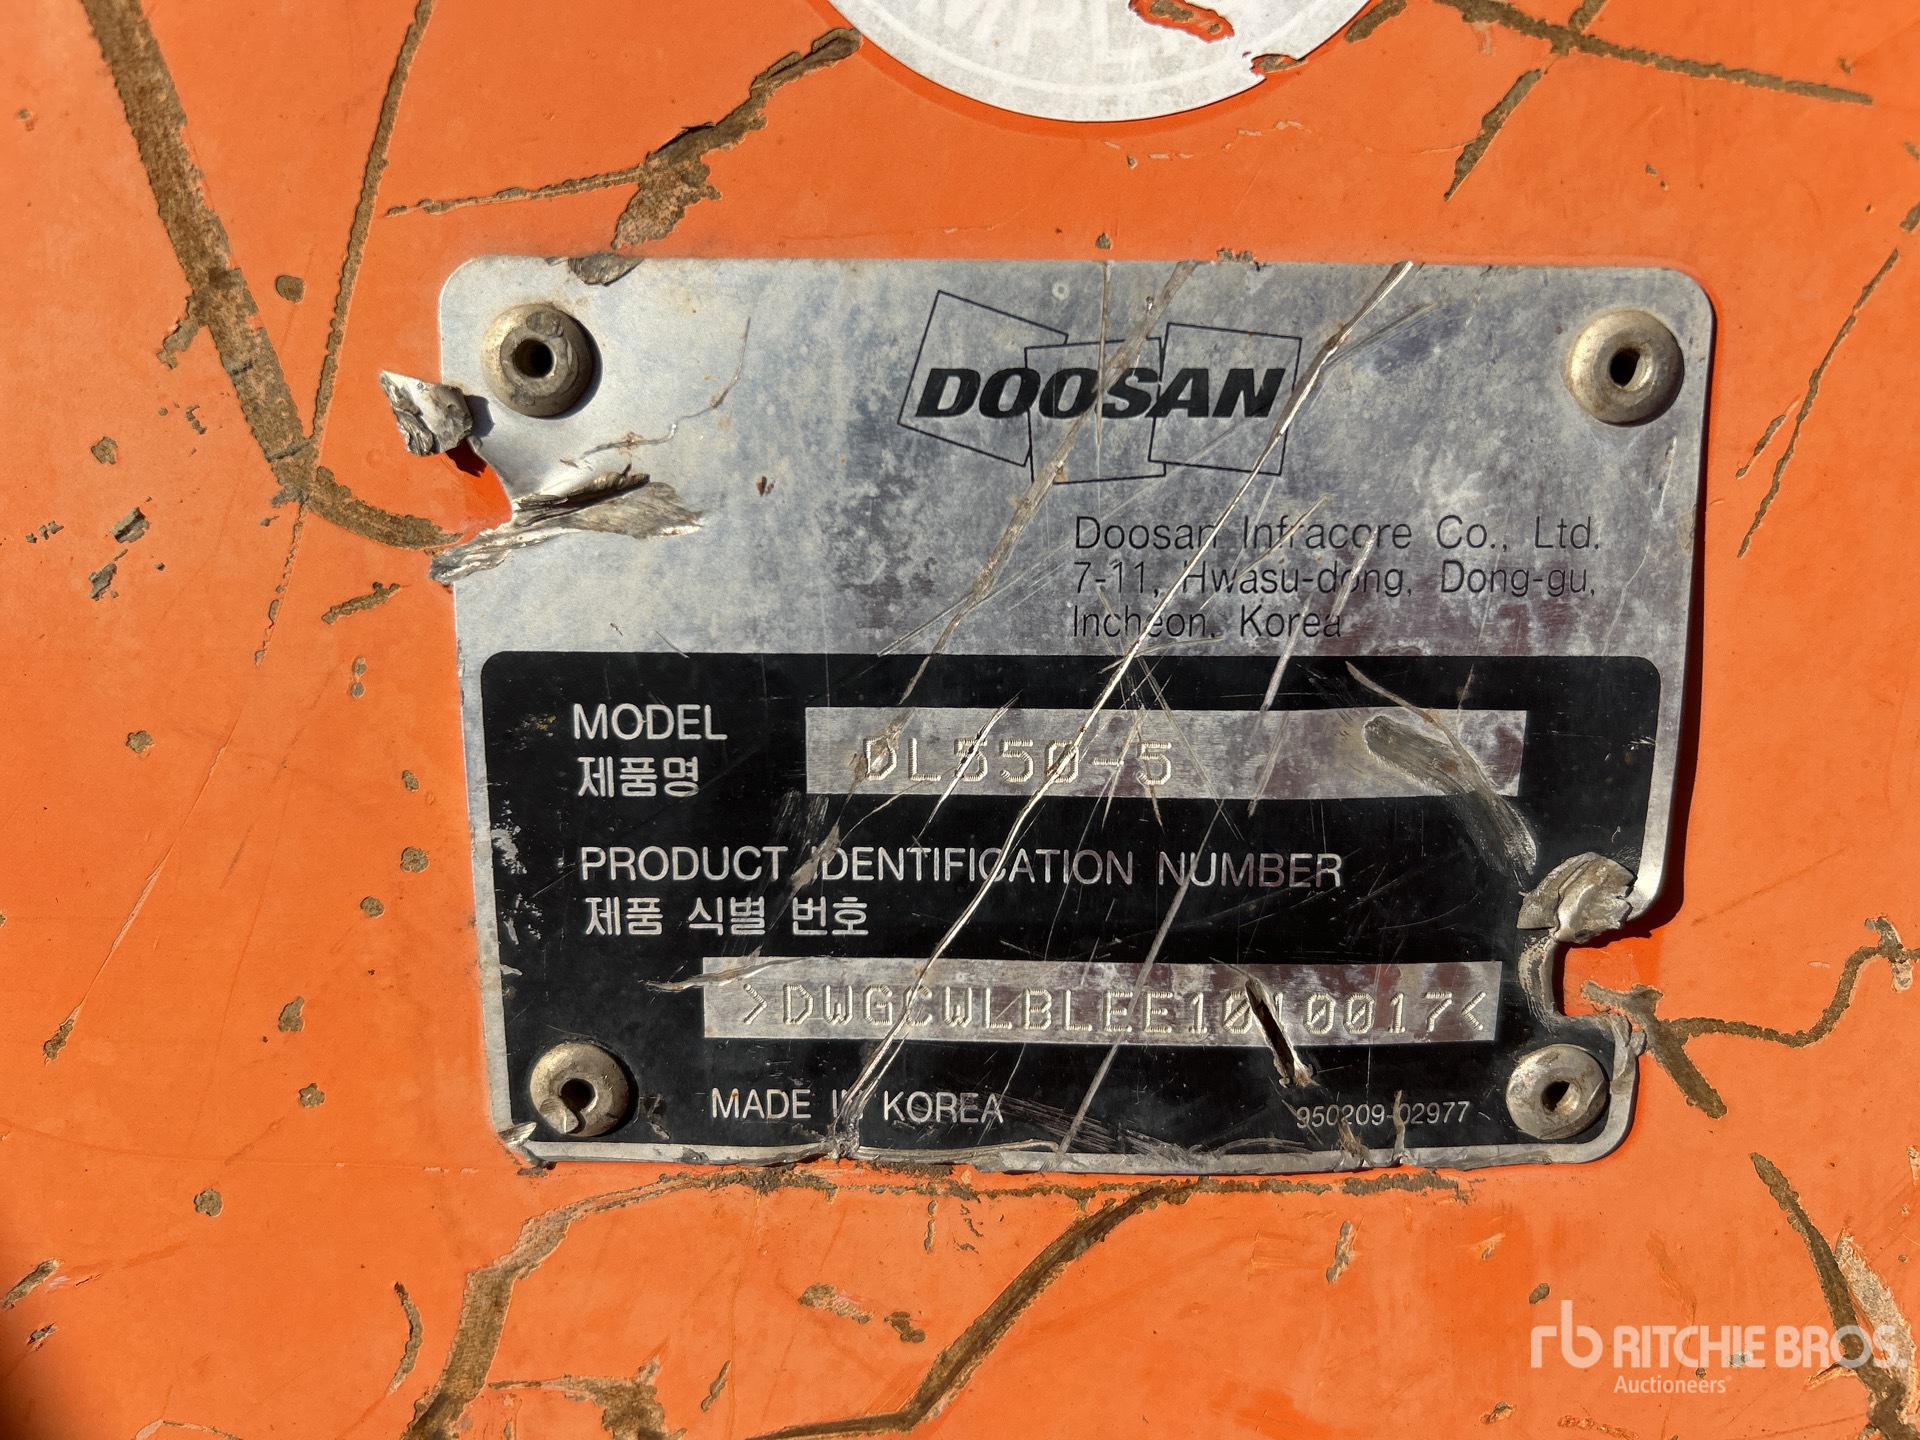 DOOSAN
Doosan Infracore Co., Ltd.
7-11, Hwasu-dong, Dong-gu,
Incheon, Korea
MODEL
제품명
DL550-5
PRODUCT IDENTIFICATION NUMBER
제품 식별 번호
>DWGCWLBLEE1010017<
MADE IN KOREA
950209-02977
rb RITCHIE BROS.
Auctioneers